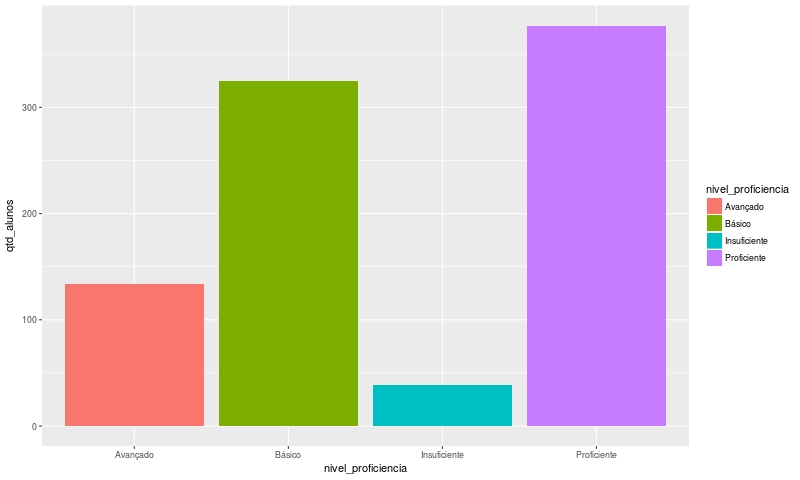 qtd_alunos
300
200
100
0
Avançado
Básico
Insuficiente
Proficiente
nivel_proficiencia
nivel_proficiencia
Avançado
Básico
Insuficiente
Proficiente